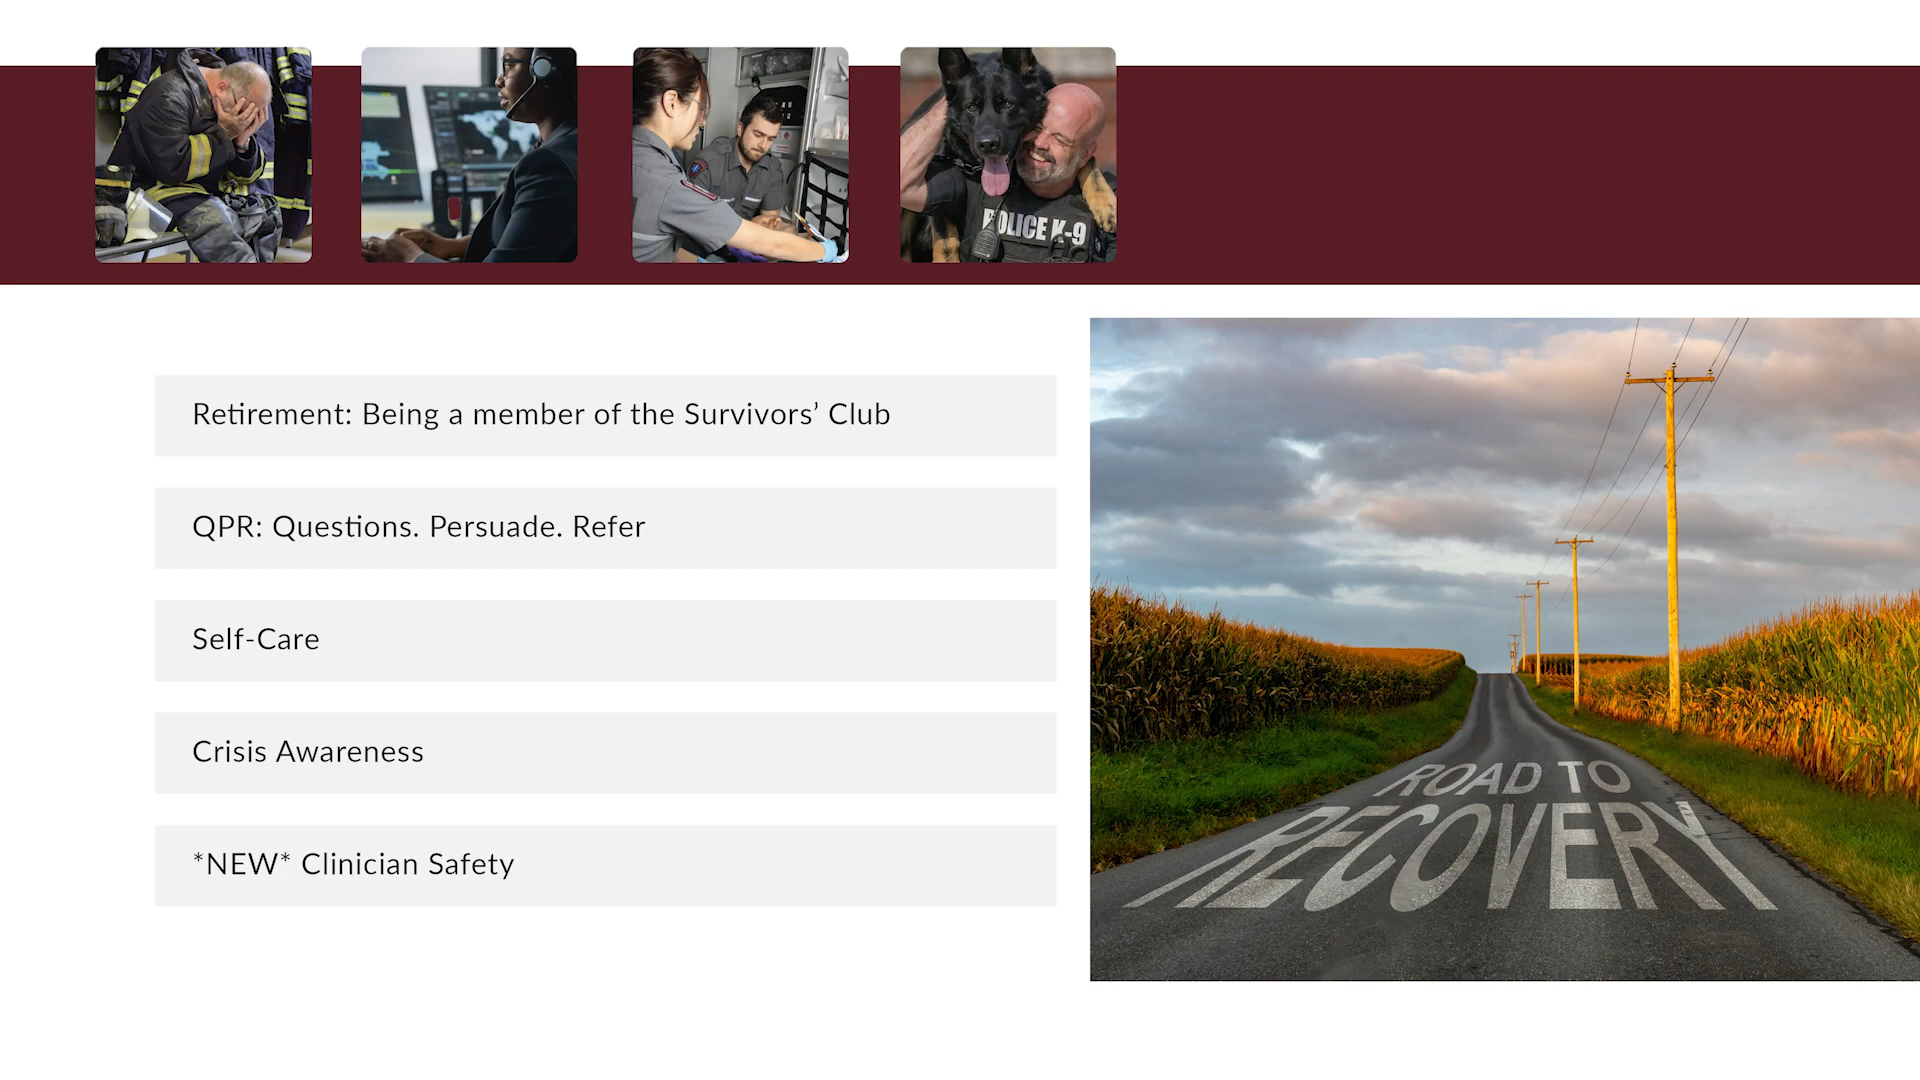 POLICE K-9
Retirement: Being a member of the Survivors’ Club
QPR: Questions. Persuade. Refer
Self-Care
Crisis Awareness
*NEW* Clinician Safety
ROAD TO
RECOVERY